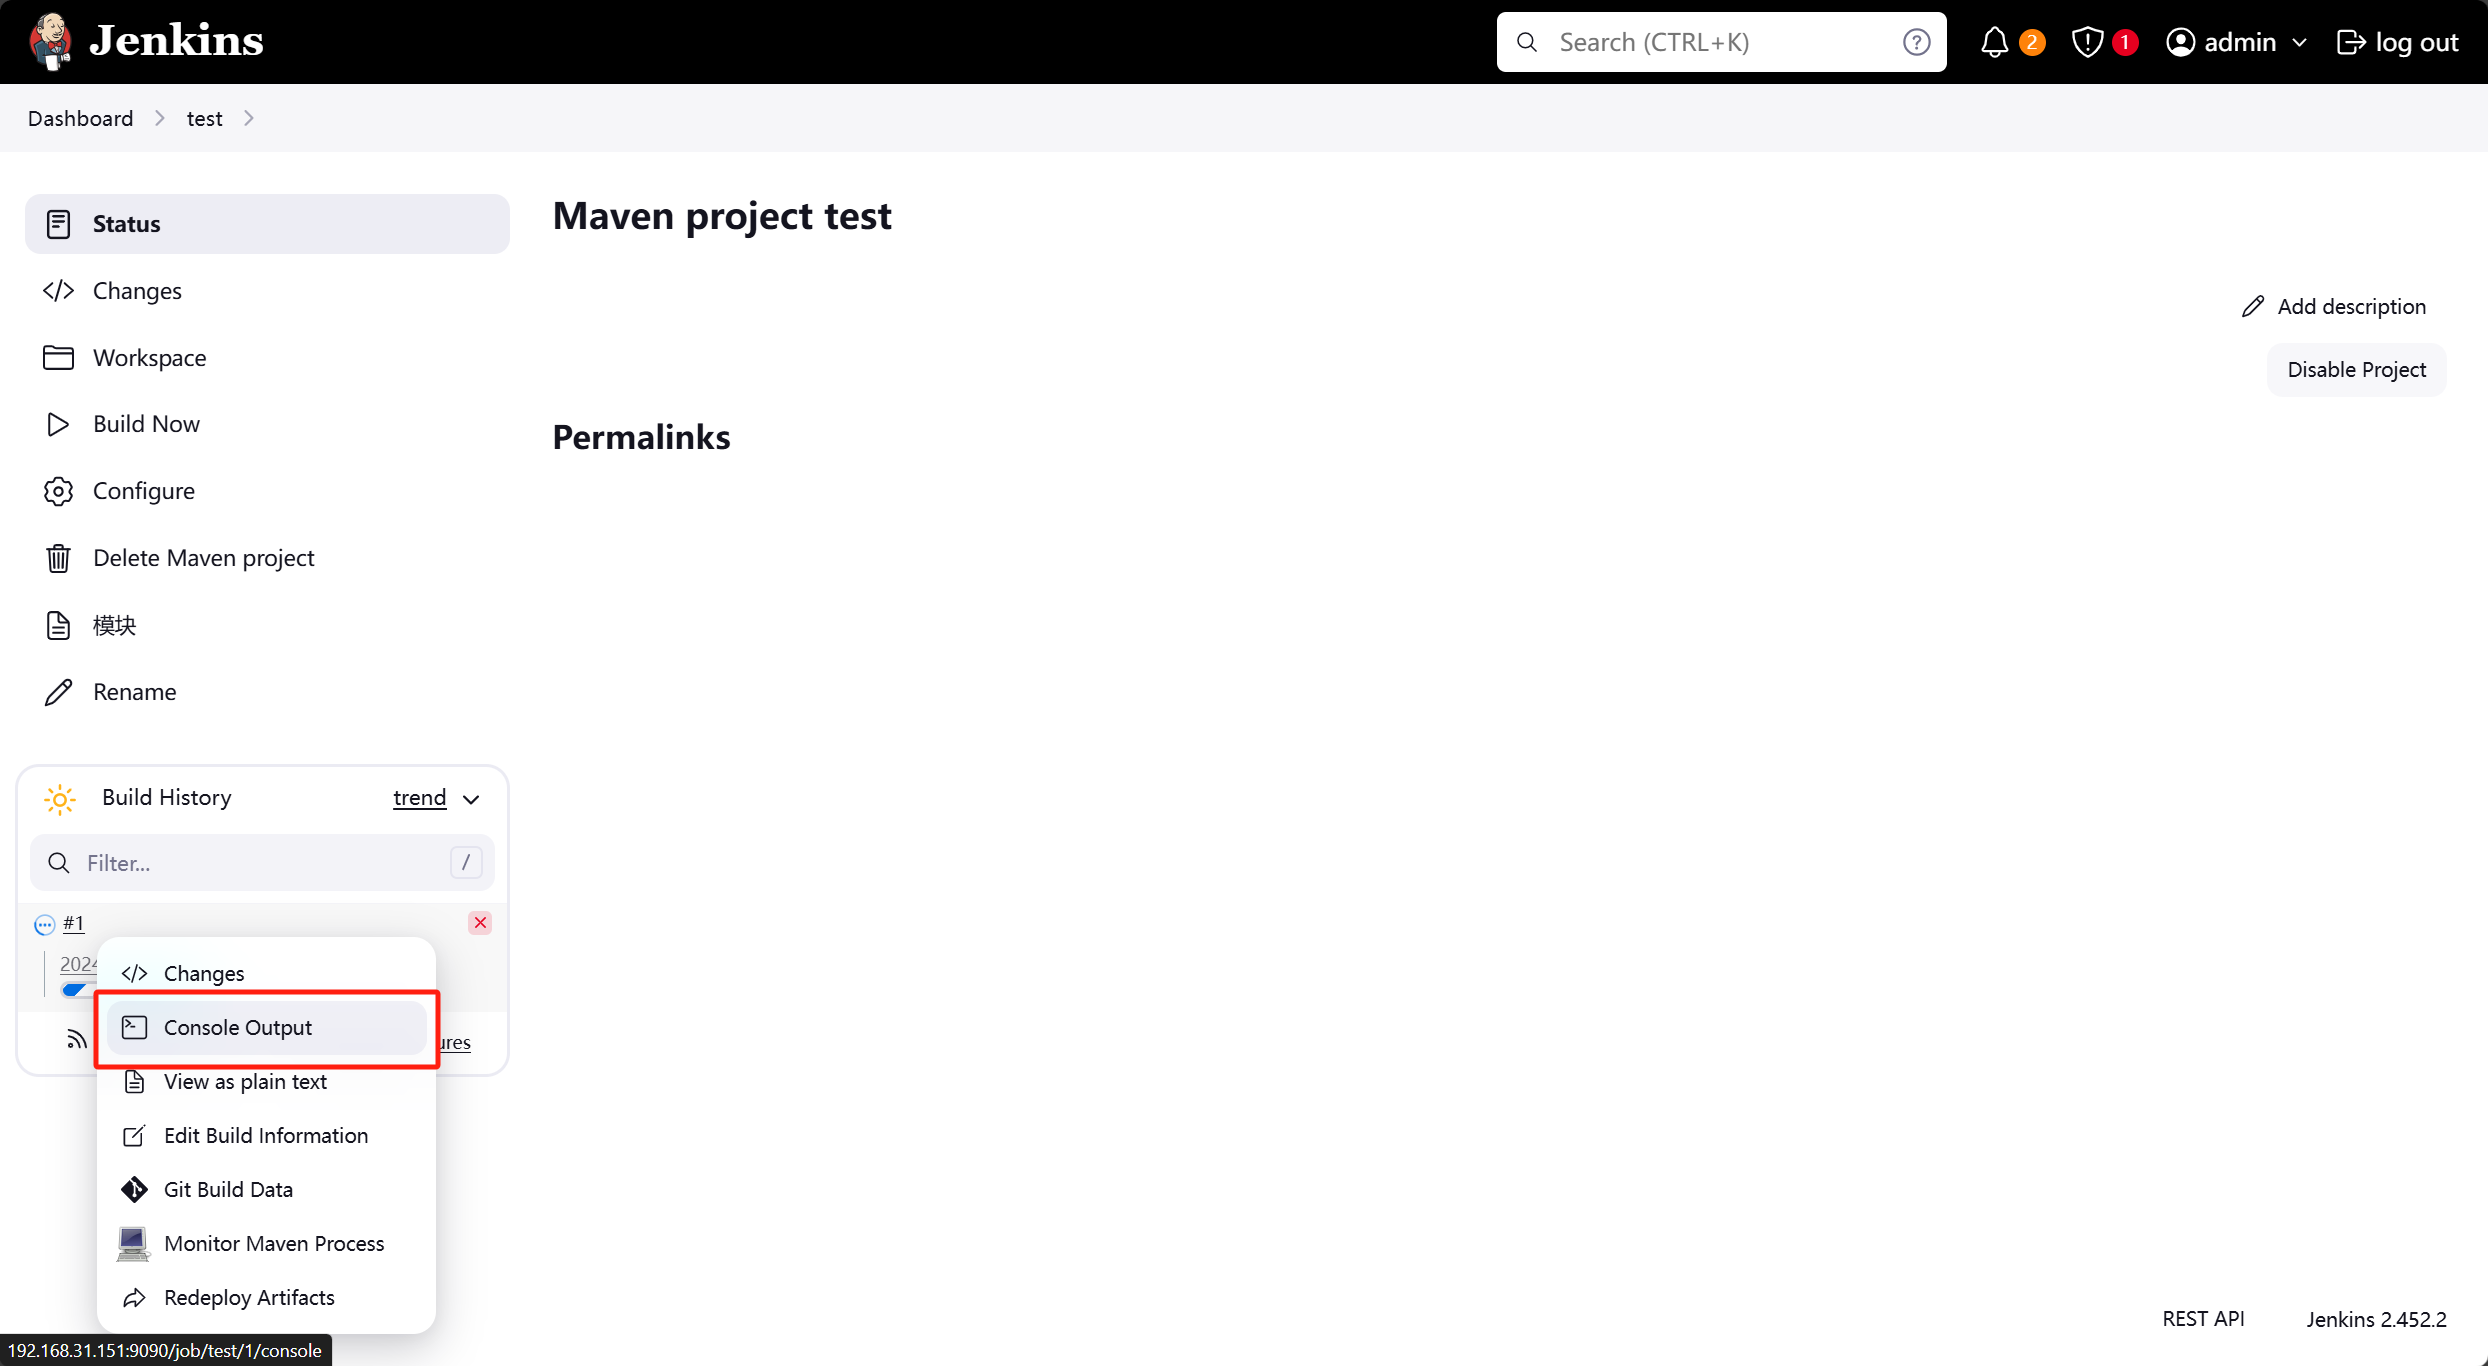 Jenkins
Search (CTRL+K)
2
1
admin
log out
Dashboard
test
Status
Changes
Workspace
Build Now
Configure
Delete Maven project
模块
Rename
Maven project test
Add description
Disable Project
Permalinks
Build History
trend
Filter...
/
#1
2024
Changes
Console Output
ures
View as plain text
Edit Build Information
Git Build Data
Monitor Maven Process
Redeploy Artifacts
REST API
Jenkins 2.452.2
192.168.31.151:9090/job/test/1/console